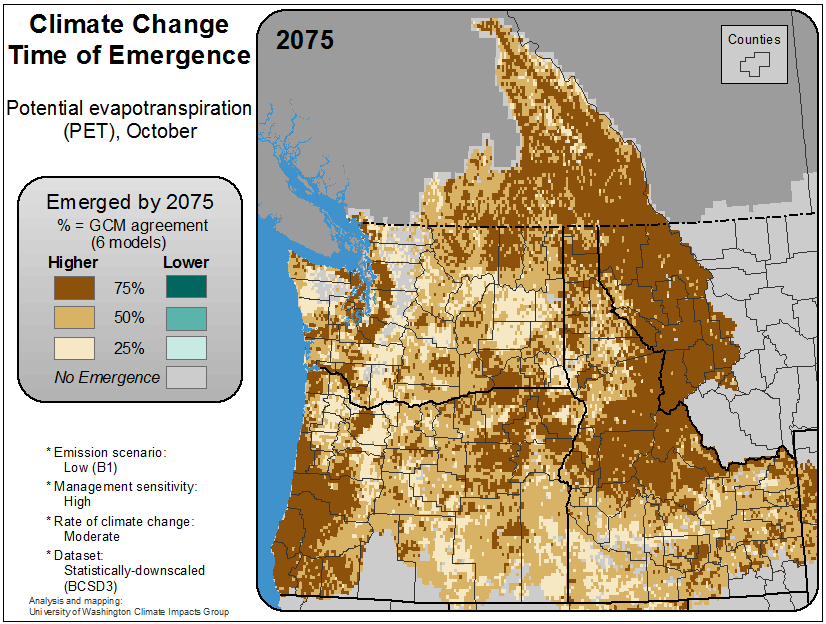 Climate Change
Time of Emergence
Potential evapotranspiration
(PET), October
Emerged by 2075
% = GCM agreement
(6 models)
Higher Lower
75%
50%
25%
No Emergence
* Emission scenario:
Low (B1)
* Management sensitivity:
High
* Rate of climate change:
Moderate
* Dataset:
Statistically-downscaled
(BCSD3)
Analysis and mapping:
University of Washington Climate Impacts Group
2075
Counties